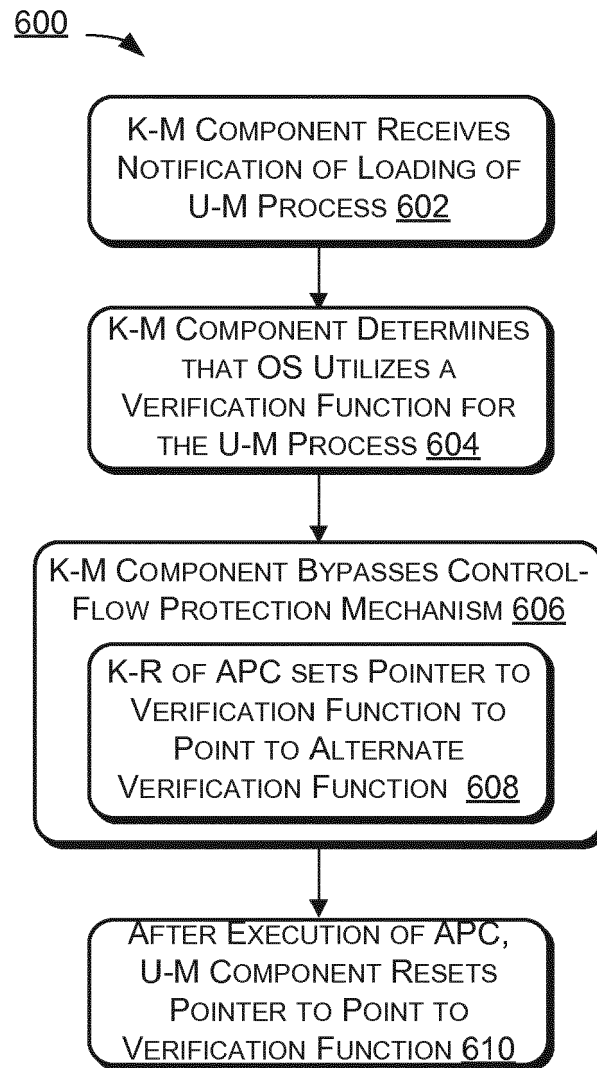 600
K-M COMPONENT RECEIVES
NOTIFICATION OF LOADING OF
U-M PROCESS 602
K-M COMPONENT DETERMINES
THAT OS UTILIZES A
VERIFICATION FUNCTION FOR
THE U-M PROCESS 604
K-M COMPONENT BYPASSES CONTROL-
FLOW PROTECTION MECHANISM 606
K-R OF APC SETS POINTER TO
VERIFICATION FUNCTION TO
POINT TO ALTERNATE
VERIFICATION FUNCTION 608
AFTER EXECUTION OF APC,
U-M COMPONENT RESETS
POINTER TO POINT TO
VERIFICATION FUNCTION 610